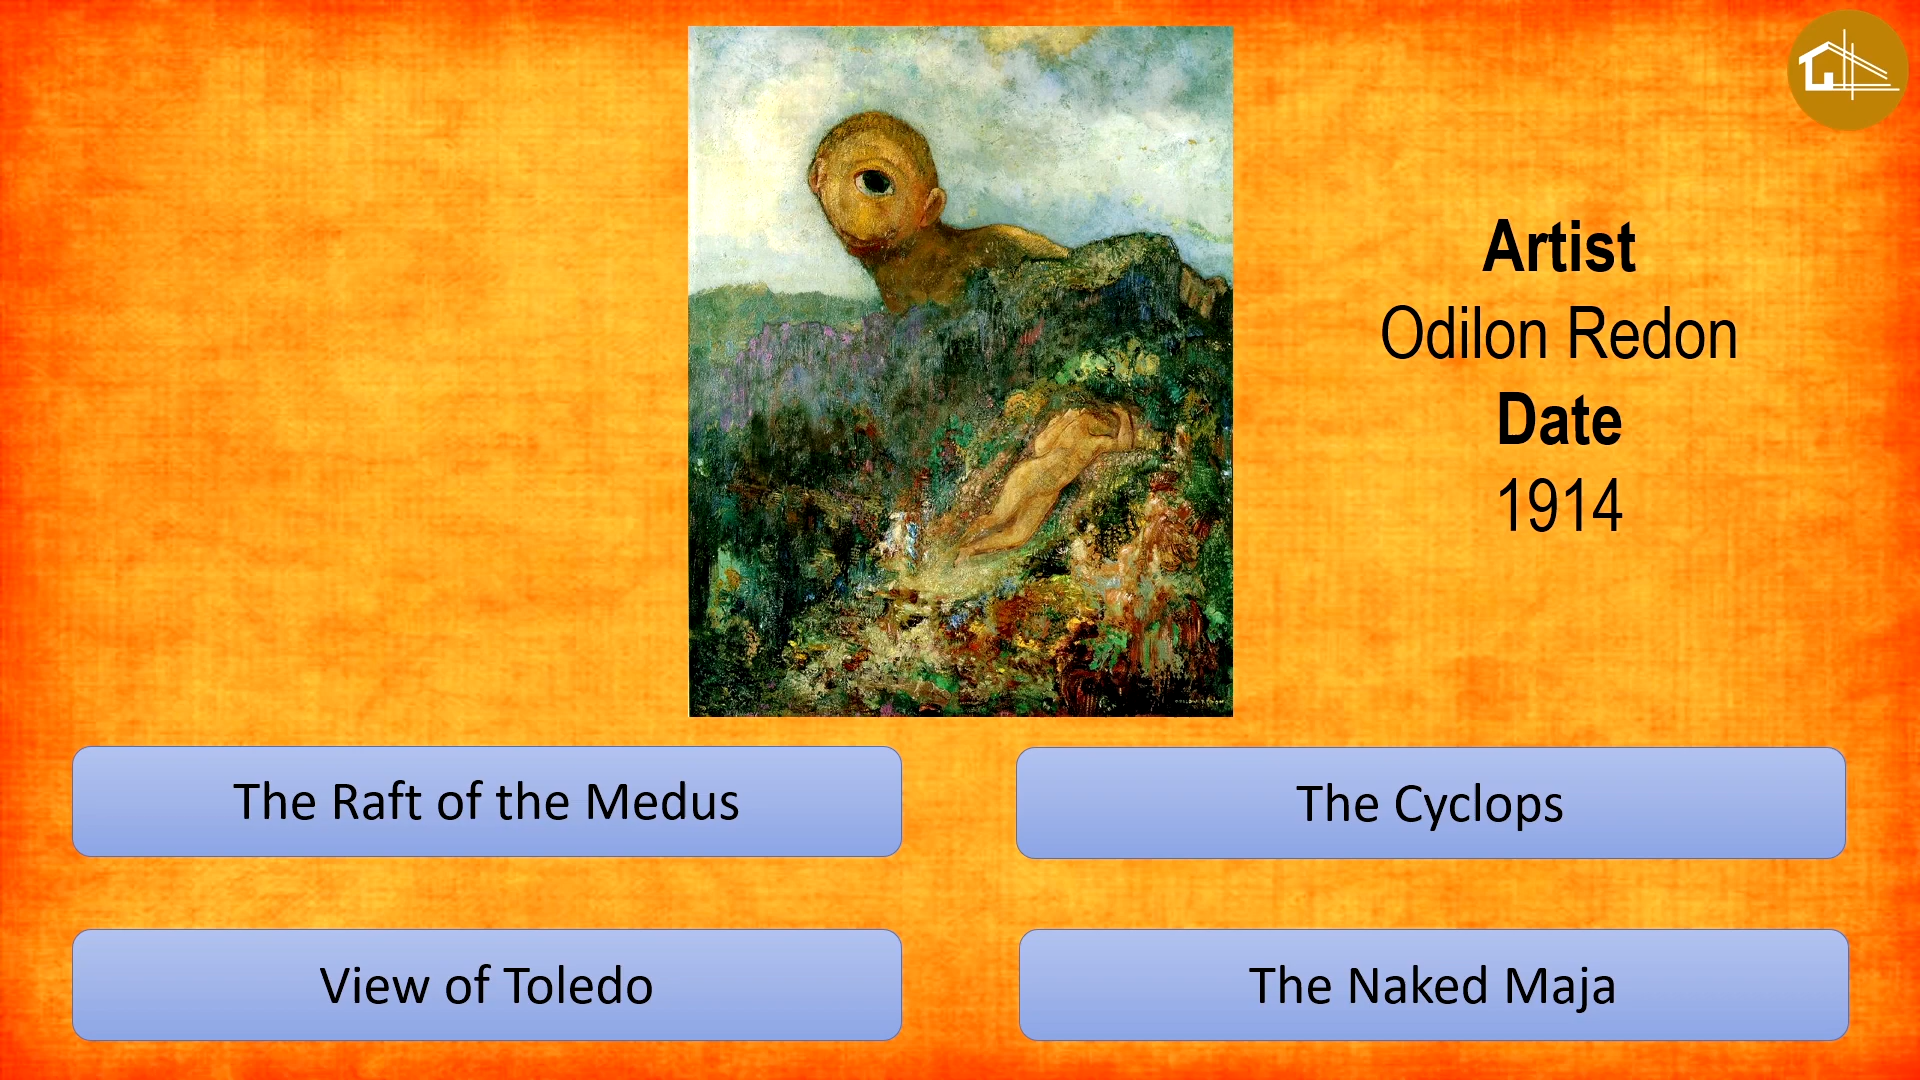 Artist
Odilon Redon
Date
1914
The Raft of the Medus
The Cyclops
View of Toledo
The Naked Maja